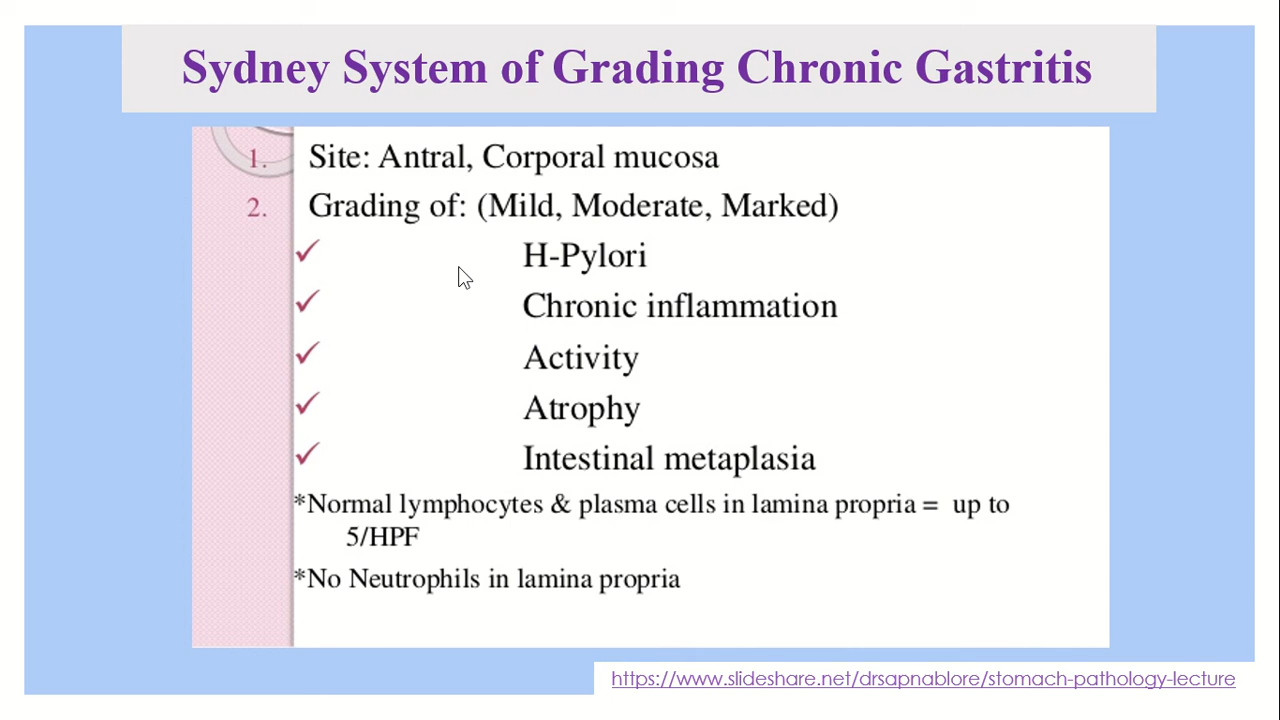 Sydney System of Grading Chronic Gastritis
1. Site: Antral, Corporal mucosa
2. Grading of: (Mild, Moderate, Marked)
✓ H-Pylori
✓ Chronic inflammation
✓ Activity
✓ Atrophy
✓ Intestinal metaplasia
*Normal lymphocytes & plasma cells in lamina propria = up to
5/HPF
*No Neutrophils in lamina propria
https://www.slideshare.net/drsapnablore/stomach-pathology-lecture